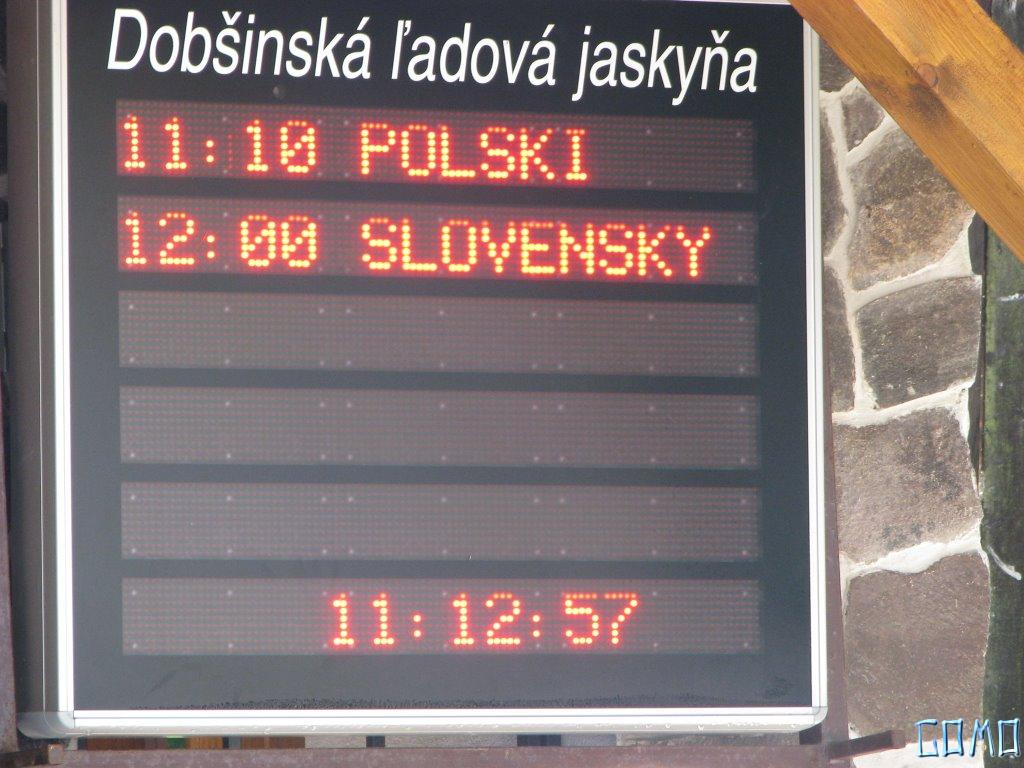 Dobšinská ľadová jaskyňa
11:10 POLSKI
12:00 SLOVENSKY
11:12:57
GOMO